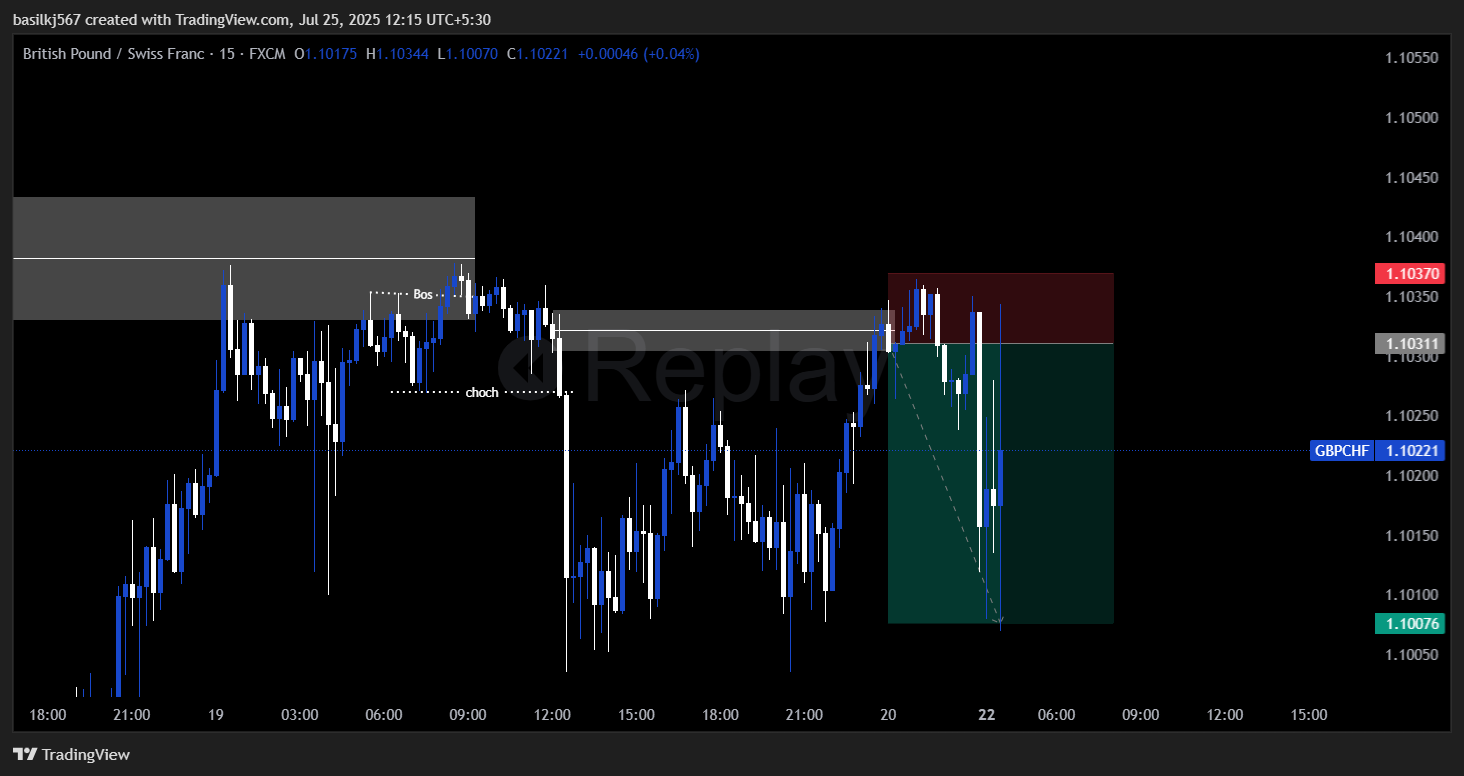 basilkj567 created with TradingView.com, Jul 25, 2025 12:15 UTC+5:30
British Pound / Swiss Franc · 15 · FXCM O1.10175 H1.10344 L1.10070 C1.10221 +0.00046 (+0.04%)
1.10550
1.10500
1.10450
1.10400
1.10370
1.10350
Bos
1.10311
1.10300
Replay
choch
1.10250
GBPCHF 1.10221
1.10200
1.10150
1.10100
1.10076
1.10050
18:00 21:00 19 03:00 06:00 09:00 12:00 15:00 18:00 21:00 20 22 06:00 09:00 12:00 15:00
TradingView